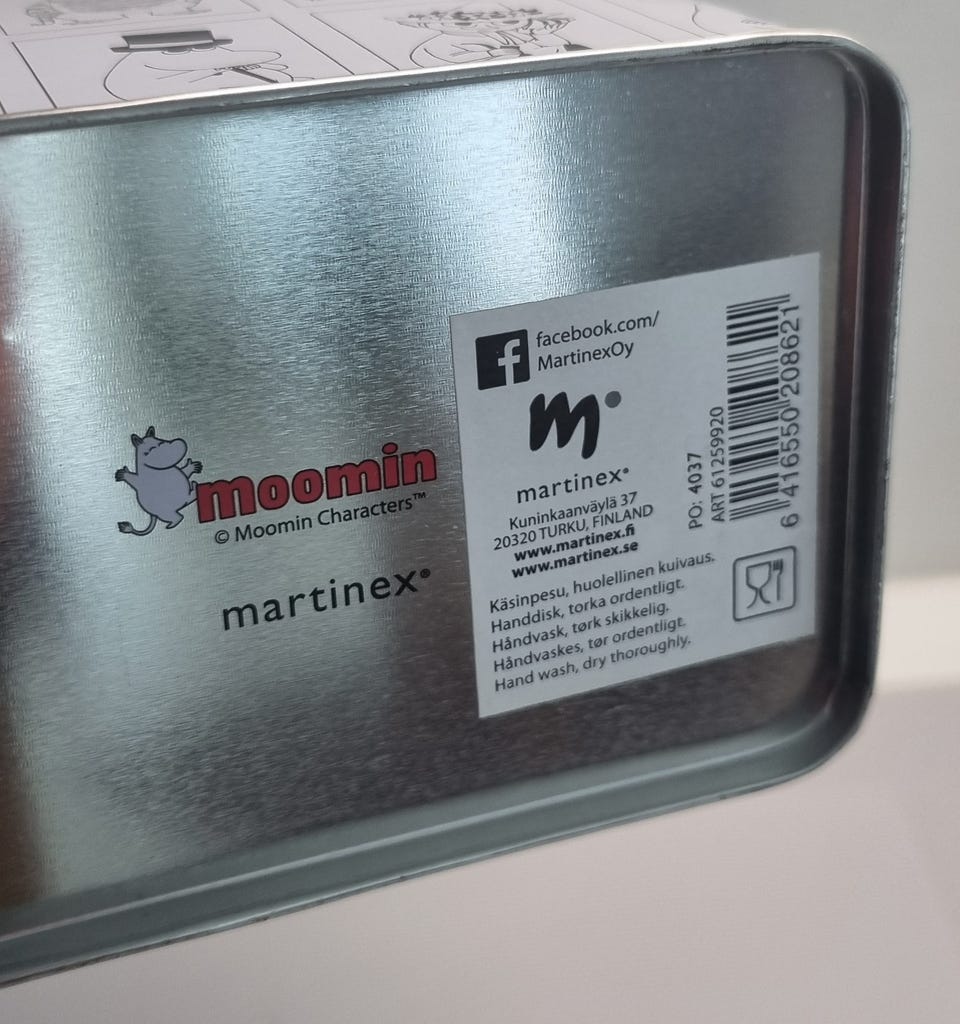 moomin
© Moomin Characters™
martinex®
f facebook.com/
MartinexOy
m
martinex®
Kuninkaanväylä 37
20320 TURKU, FINLAND
www.martinex.fi
www.martinex.se
Käsinpesu, huolellinen kuivaus.
Handdisk, torka ordentligt.
Håndvask, tørk skikkelig.
Håndvaskes, tør ordentligt.
Hand wash, dry thoroughly.
PO: 4037
ART 61259920
6 416550 208621